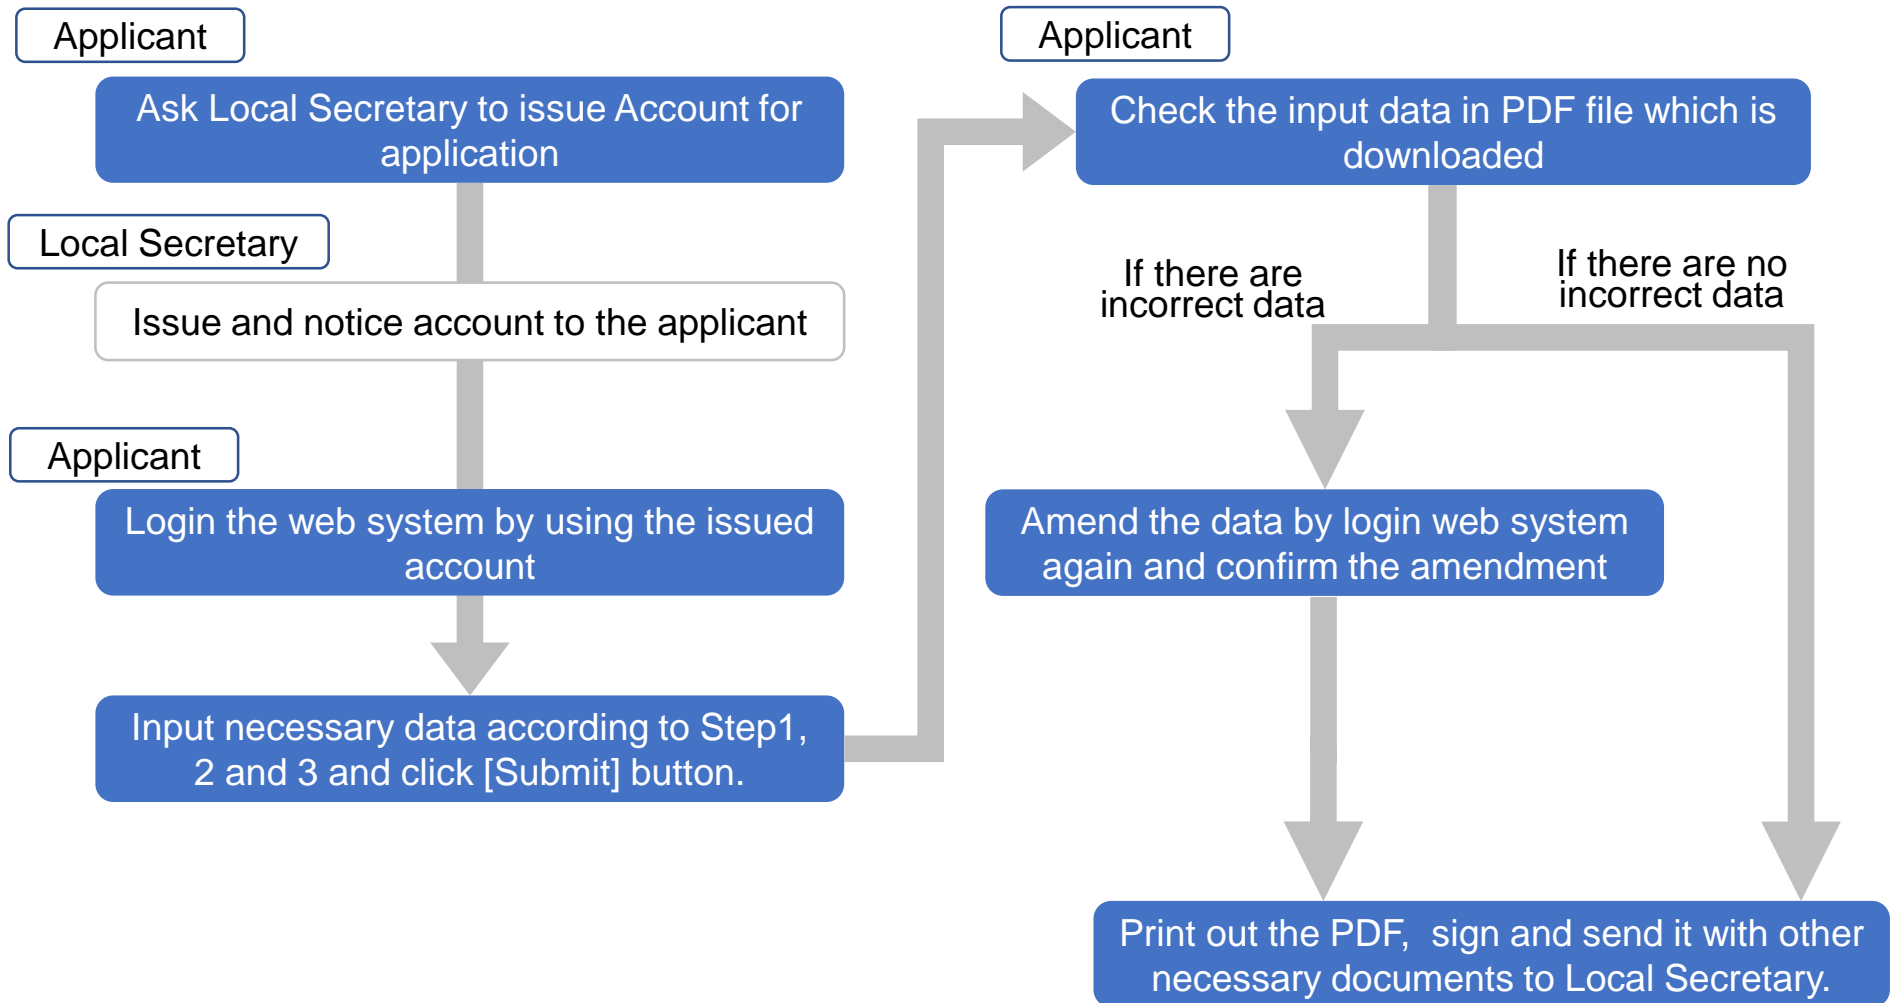 Applicant
Ask Local Secretary to issue Account for
application
Local Secretary
Issue and notice account to the applicant
Applicant
Login the web system by using the issued
account
Input necessary data according to Step1,
2 and 3 and click [Submit] button.
Applicant
Check the input data in PDF file which is
downloaded
If there are
incorrect data
If there are no
incorrect data
Amend the data by login web system
again and confirm the amendment
Print out the PDF,  sign and send it with other
necessary documents to Local Secretary.